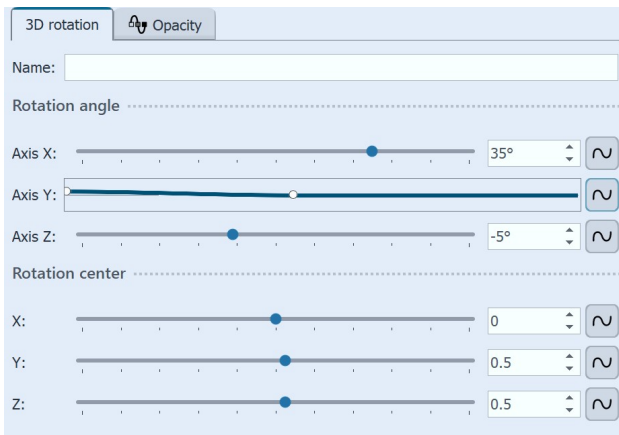 3D rotation Opacity
Name:
Rotation angle
Axis X: 35°
Axis Y:
Axis Z: -5°
Rotation center
X: 0
Y: 0.5
Z: 0.5